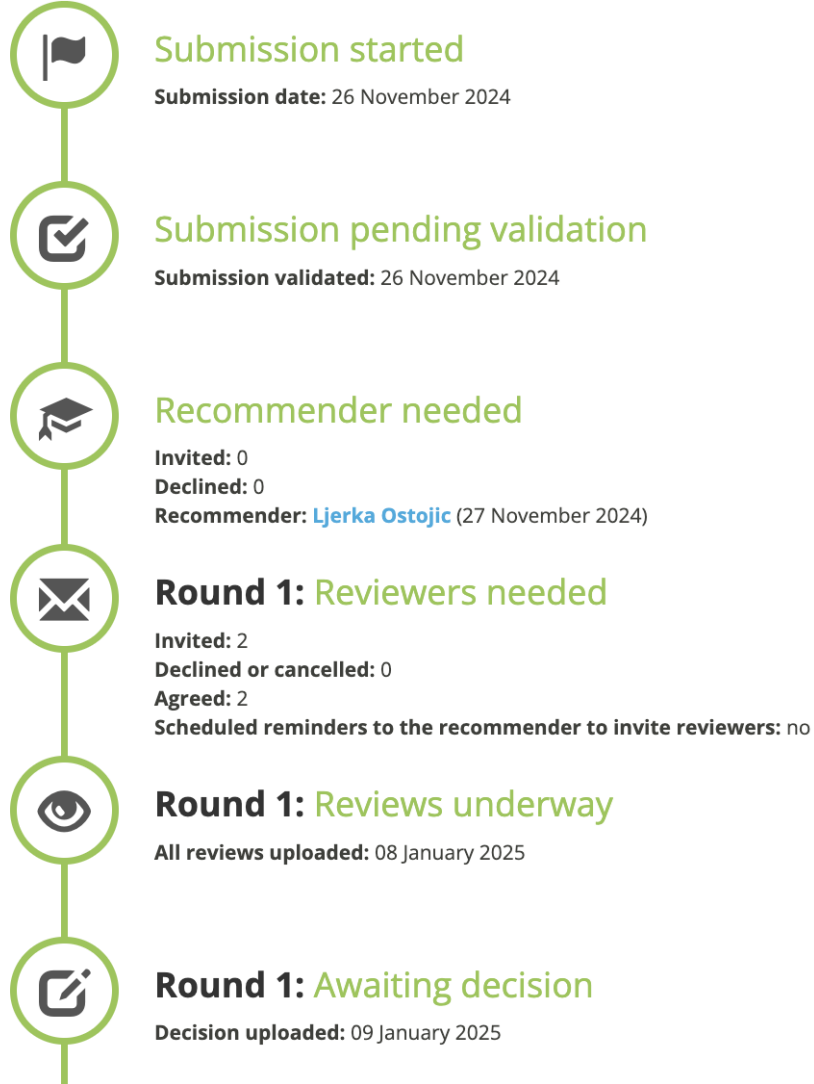 Submission started
Submission date: 26 November 2024
Submission pending validation
Submission validated: 26 November 2024
Recommender needed
Invited: 0
Declined: 0
Recommender: Ljerka Ostojic (27 November 2024)
Round 1: Reviewers needed
Invited: 2
Declined or cancelled: 0
Agreed: 2
Scheduled reminders to the recommender to invite reviewers: no
Round 1: Reviews underway
All reviews uploaded: 08 January 2025
Round 1: Awaiting decision
Decision uploaded: 09 January 2025